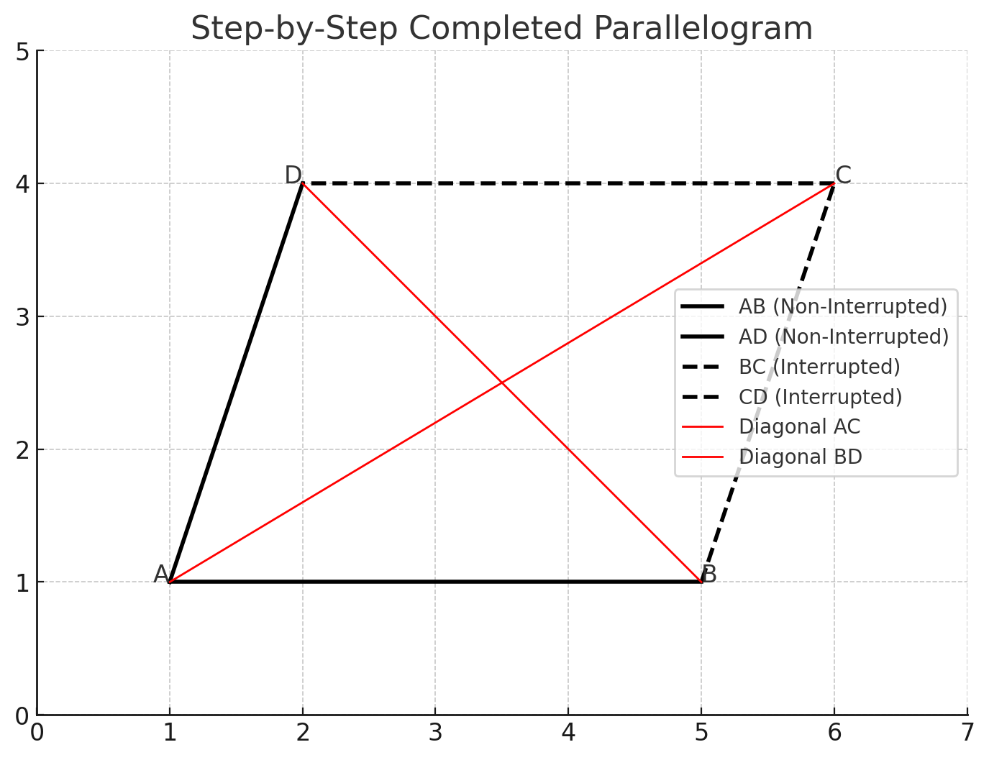 Step-by-Step Completed Parallelogram
5
4
3
2
1
0
D
C
A
B
AB (Non-Interrupted)
AD (Non-Interrupted)
BC (Interrupted)
CD (Interrupted)
Diagonal AC
Diagonal BD
0 1 2 3 4 5 6 7